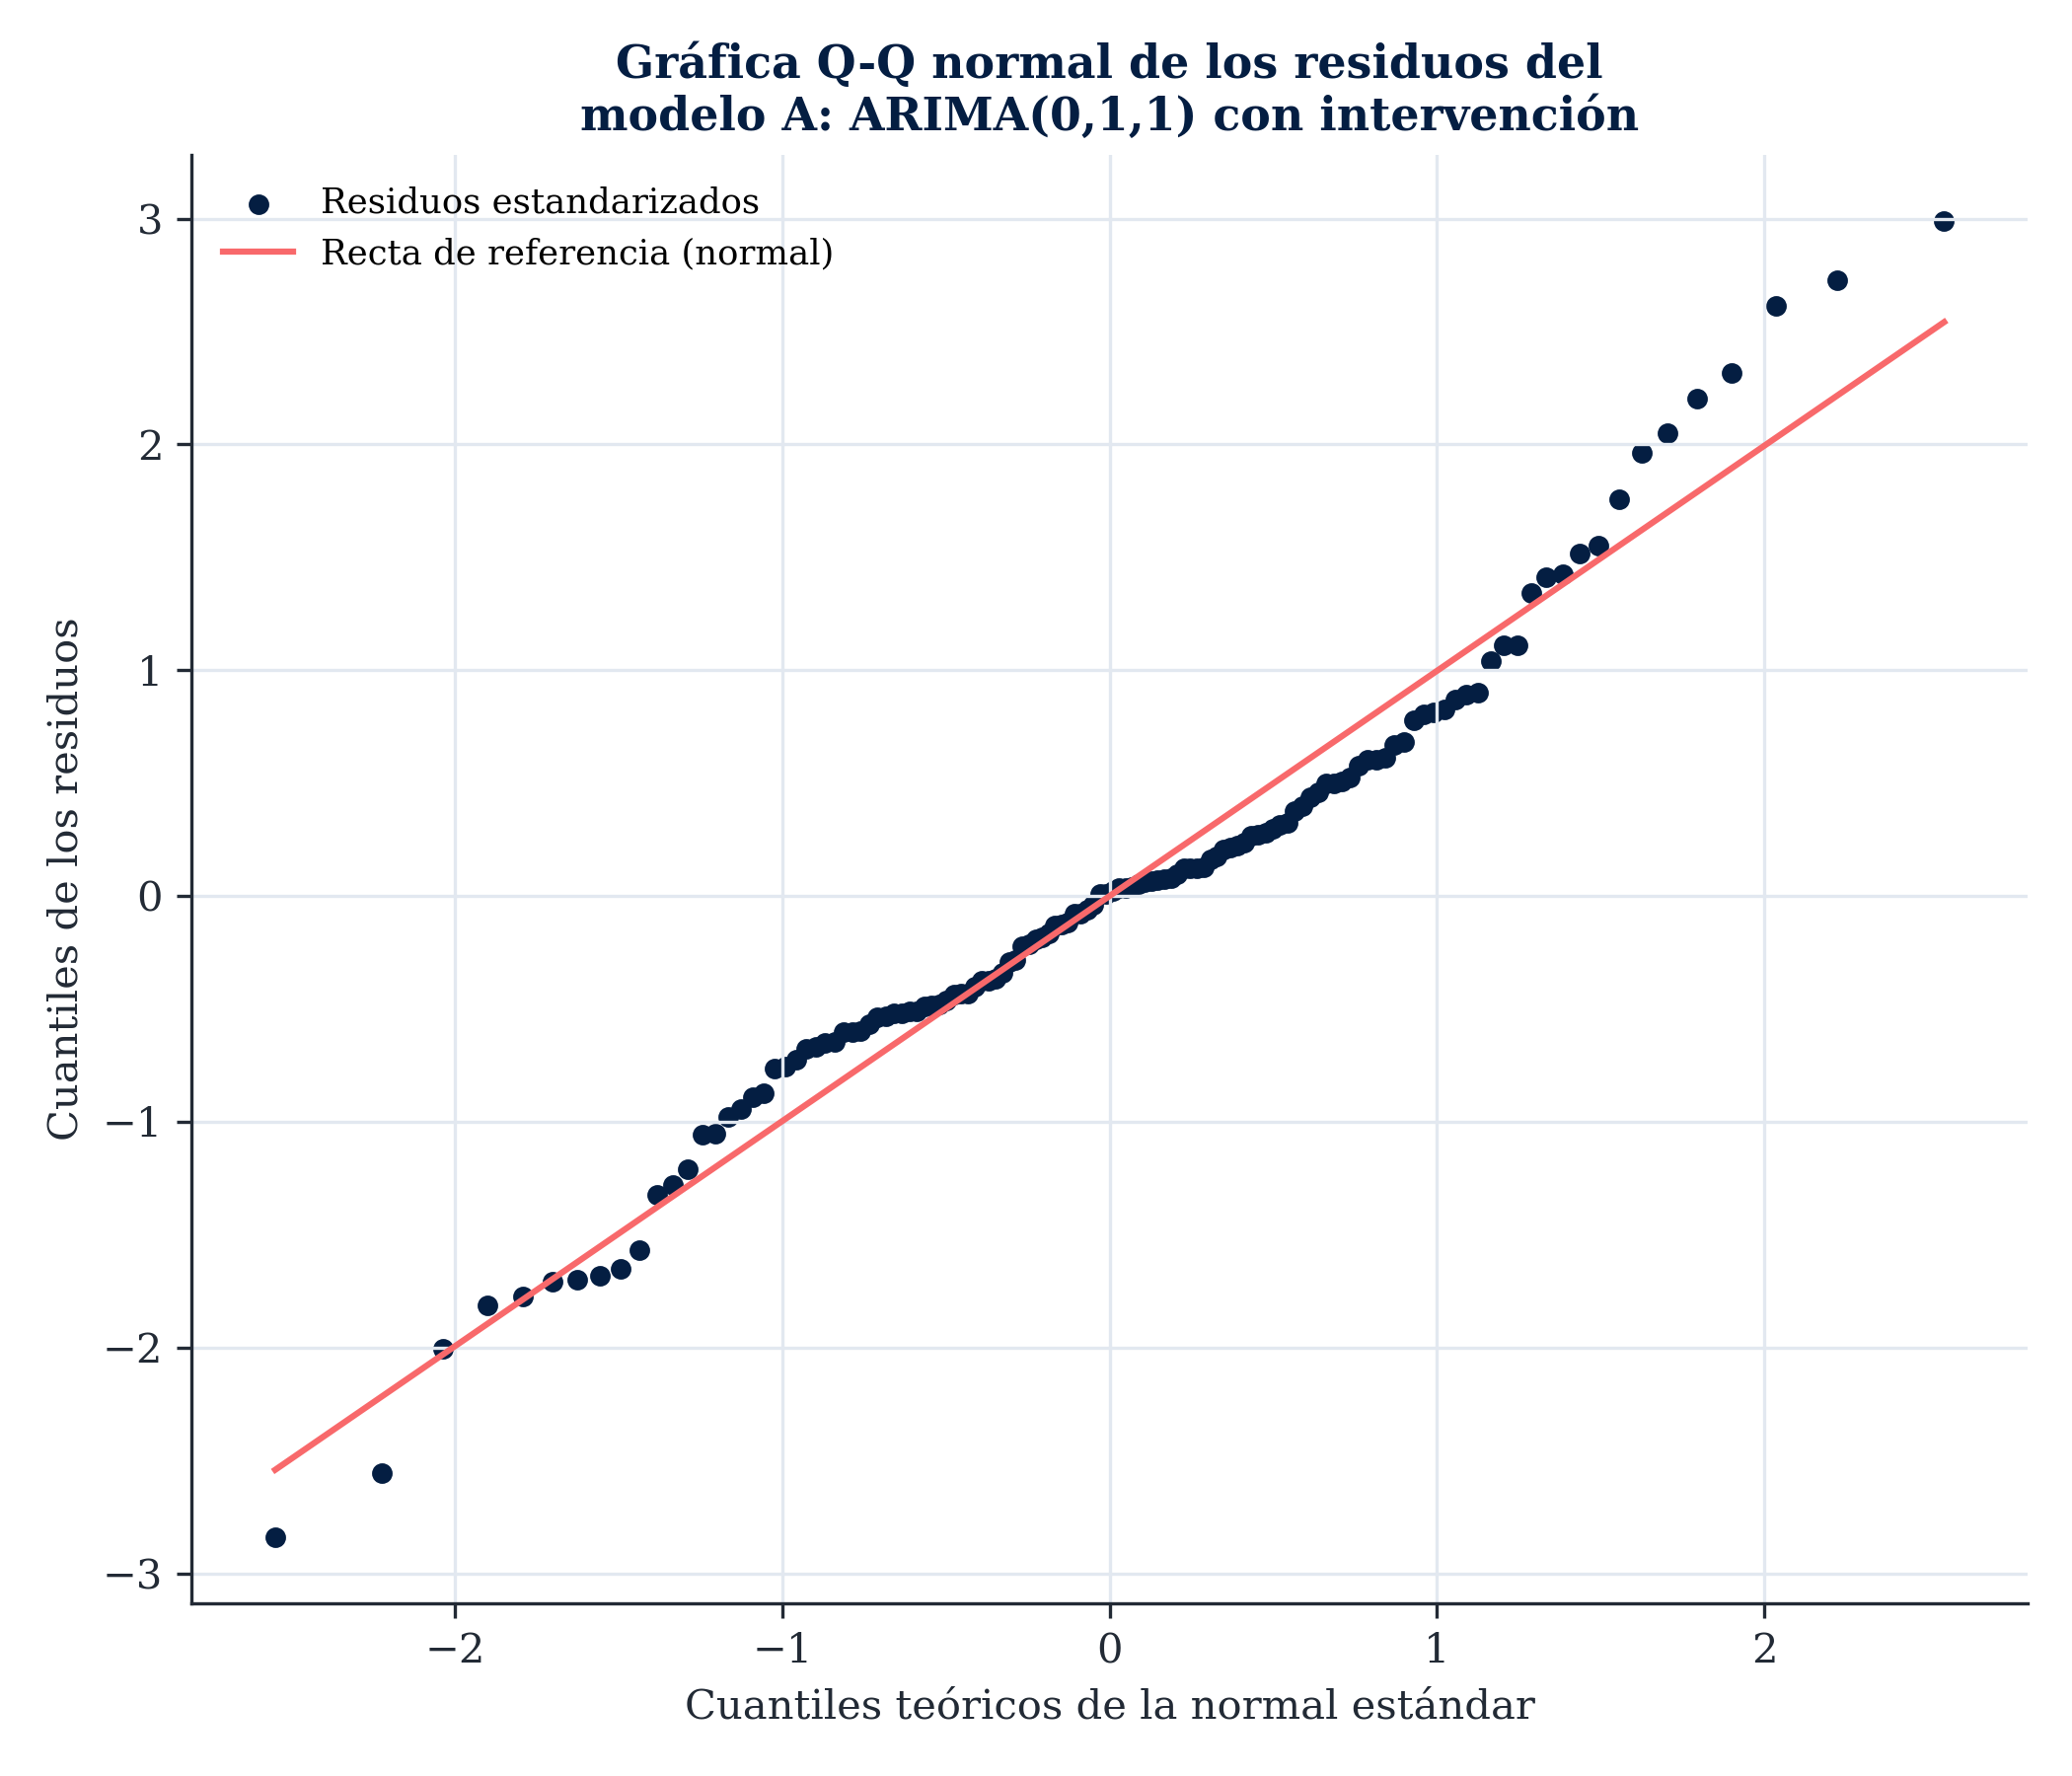 Gráfica Q-Q normal de los residuos del
modelo A: ARIMA(0,1,1) con intervención
Residuos estandarizados
Recta de referencia (normal)
Cuantiles de los residuos
3
2
1
0
−1
−2
−3
−2
−1
0
1
2
Cuantiles teóricos de la normal estándar